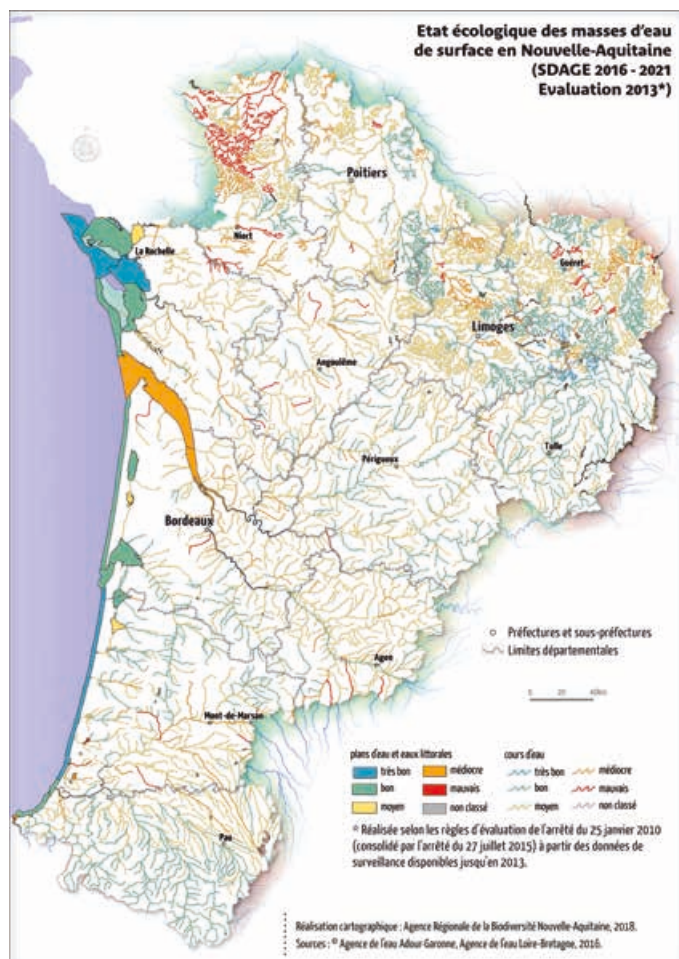 Etat écologique des masses d'eau
de surface en Nouvelle-Aquitaine
(SDAGE 2016 - 2021
Evaluation 2013*)
Poitiers
Niort
La Rochelle
Guéret
Limoges
Angoulême
Tulle
Périgueux
Bordeaux
Agen
Mont-de-Marsan
Pau
Préfectures et sous-préfectures
Limites départementales
0 20 40km
plans d'eau et eaux littorales
très bon
médiocre
bon
mauvais
moyen
non classé
cours d'eau
très bon
médiocre
bon
mauvais
moyen
non classé
* Réalisée selon les règles d'évaluation de l'arrêté du 25 janvier 2010
(consolidé par l'arrêté du 27 juillet 2015) à partir des données de
surveillance disponibles jusqu'en 2013.
Réalisation cartographique : Agence Régionale de la Biodiversité Nouvelle-Aquitaine, 2018.
Sources : © Agence de l'eau Adour Garonne, Agence de l'eau Loire-Bretagne, 2016.